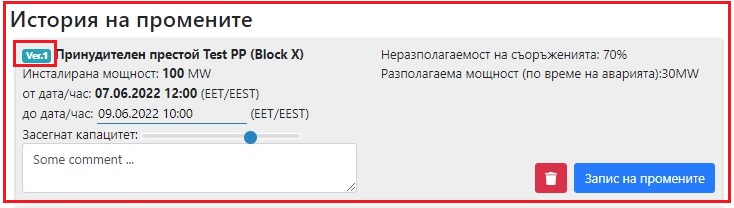 История на промените
Ver.1 Принудителен престой Test PP (Block X)
Инсталирана мощност: 100 MW
от дата/час: 07.06.2022 12:00 (EET/EEST)
до дата/час: 09.06.2022 10:00 (EET/EEST)
Засегнат капацитет:
Some comment ...
Неразполагаемост на съоръженията: 70%
Разполагаема мощност (по време на аварията):30MW
Запис на промените